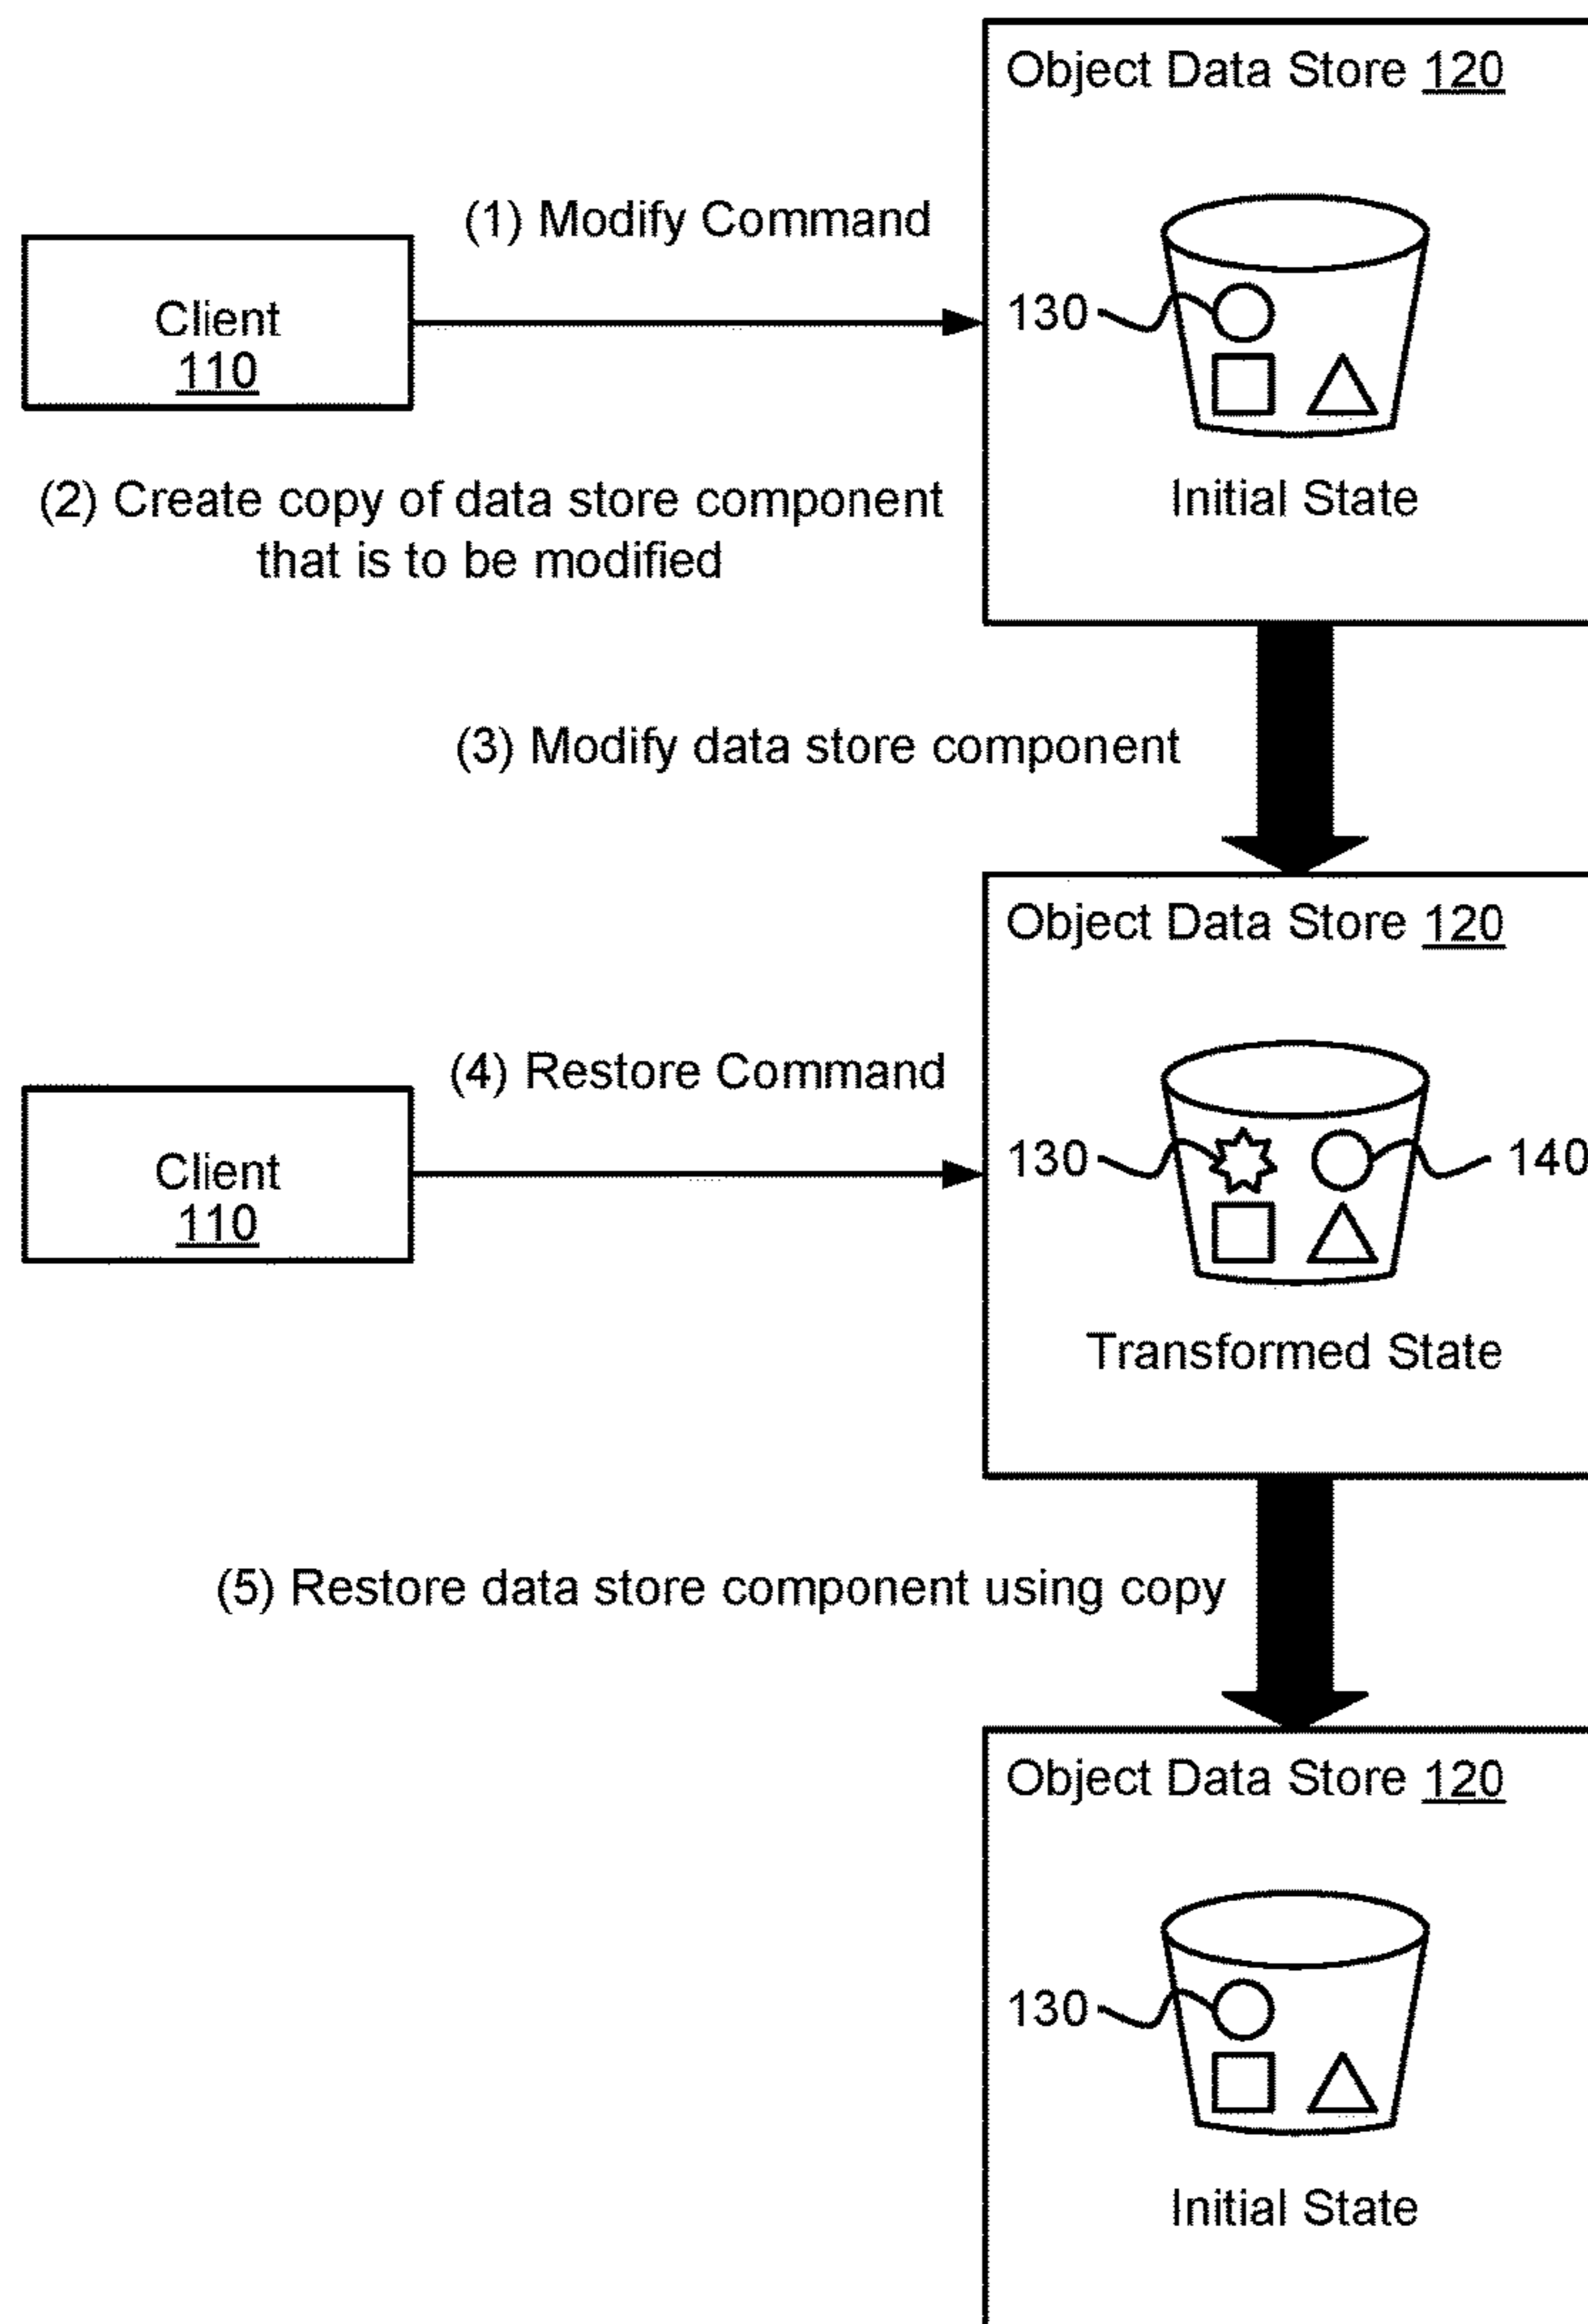 Object Data Store 120
(1) Modify Command
Client
110
130
(2) Create copy of data store component
that is to be modified
Initial State
(3) Modify data store component
Object Data Store 120
(4) Restore Command
Client
110
130
140
Transformed State
(5) Restore data store component using copy
Object Data Store 120
130
Initial State